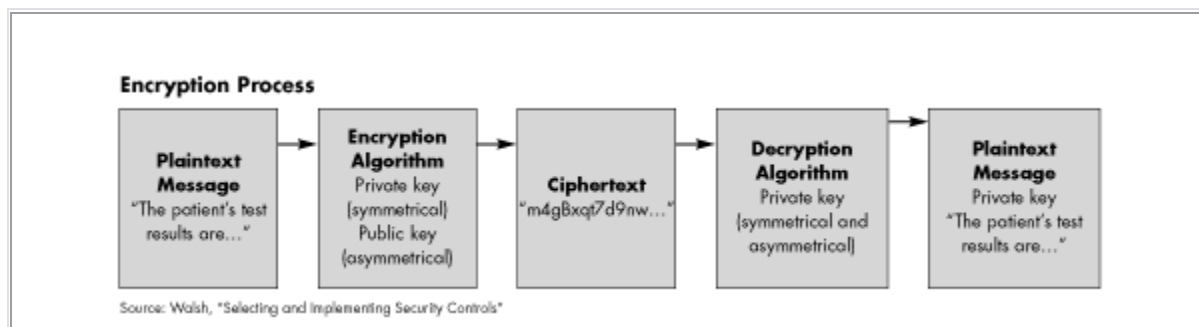 Encryption Process
Plaintext
Message
"The patient's test
results are..."
Encryption
Algorithm
Private key
(symmetrical)
Public key
(asymmetrical)
Ciphertext
"m4gBxqt7d9nw..."
Decryption
Algorithm
Private key
(symmetrical and
asymmetrical)
Plaintext
Message
Private key
"The patient's test
results are..."
Source: Walsh, "Selecting and Implementing Security Controls"